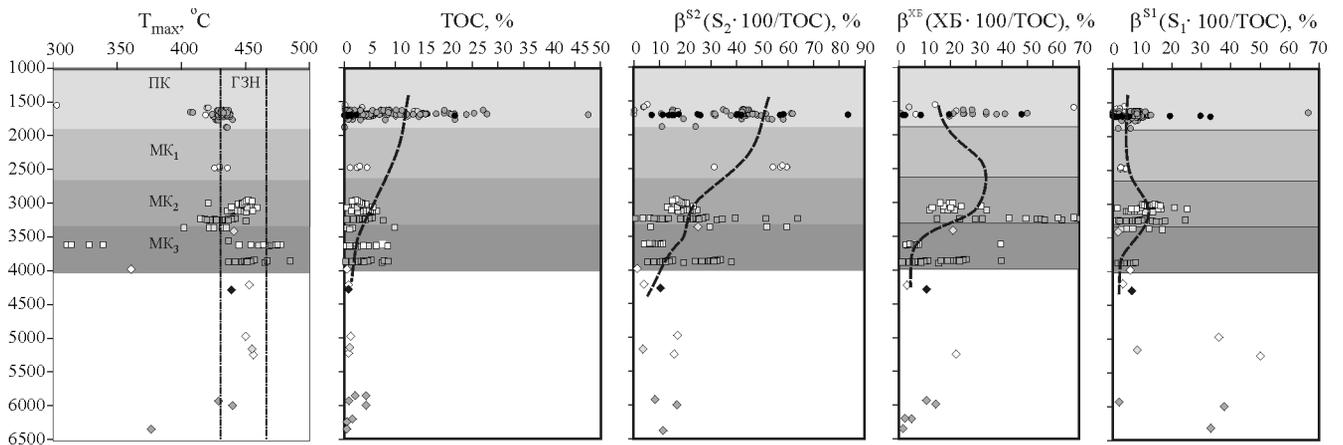 Tmax, °C
TOC, %
β^S2(S₂· 100/TOC), %
β^ХБ(ХБ· 100/TOC), %
β^S1(S₁· 100/TOC), %
300 350 400 450 500
0 5 10 15 20 25 30 35 40 45 50
0 10 20 30 40 50 60 70 80 90
0 10 20 30 40 50 60 70
0 10 20 30 40 50 60 70
1000
ПК ГЗН
1500
2000
МК₁
2500
МК₂
3000
3500
МК₃
4000
4500
5000
5500
6000
6500